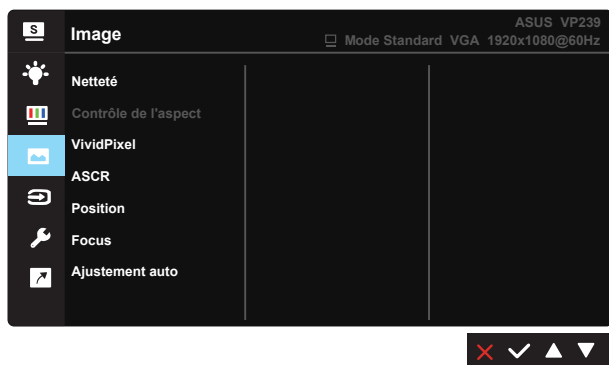 S
Image
ASUS VP239
Mode Standard VGA 1920x1080@60Hz
Netteté
Contrôle de l'aspect
VividPixel
ASCR
Position
Focus
Ajustement auto